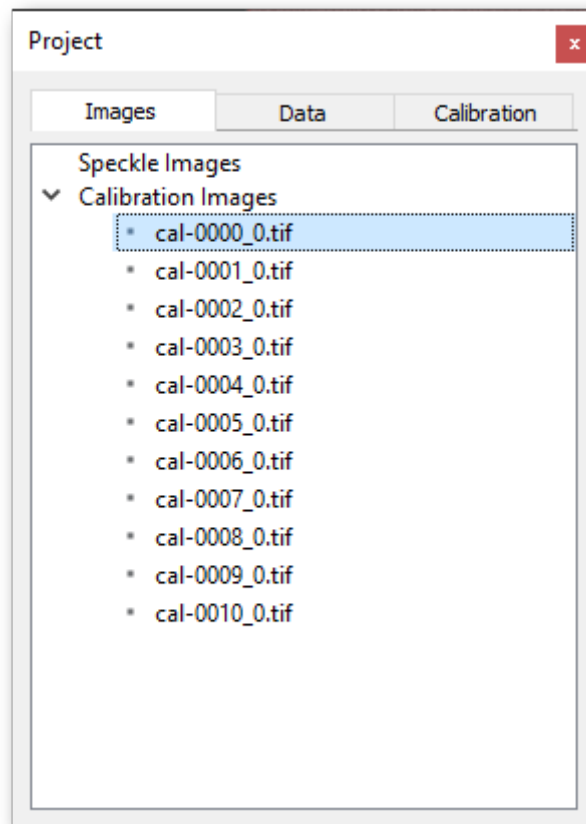 Project
x
Images Data Calibration
Speckle Images
Calibration Images
cal-0000_0.tif
cal-0001_0.tif
cal-0002_0.tif
cal-0003_0.tif
cal-0004_0.tif
cal-0005_0.tif
cal-0006_0.tif
cal-0007_0.tif
cal-0008_0.tif
cal-0009_0.tif
cal-0010_0.tif